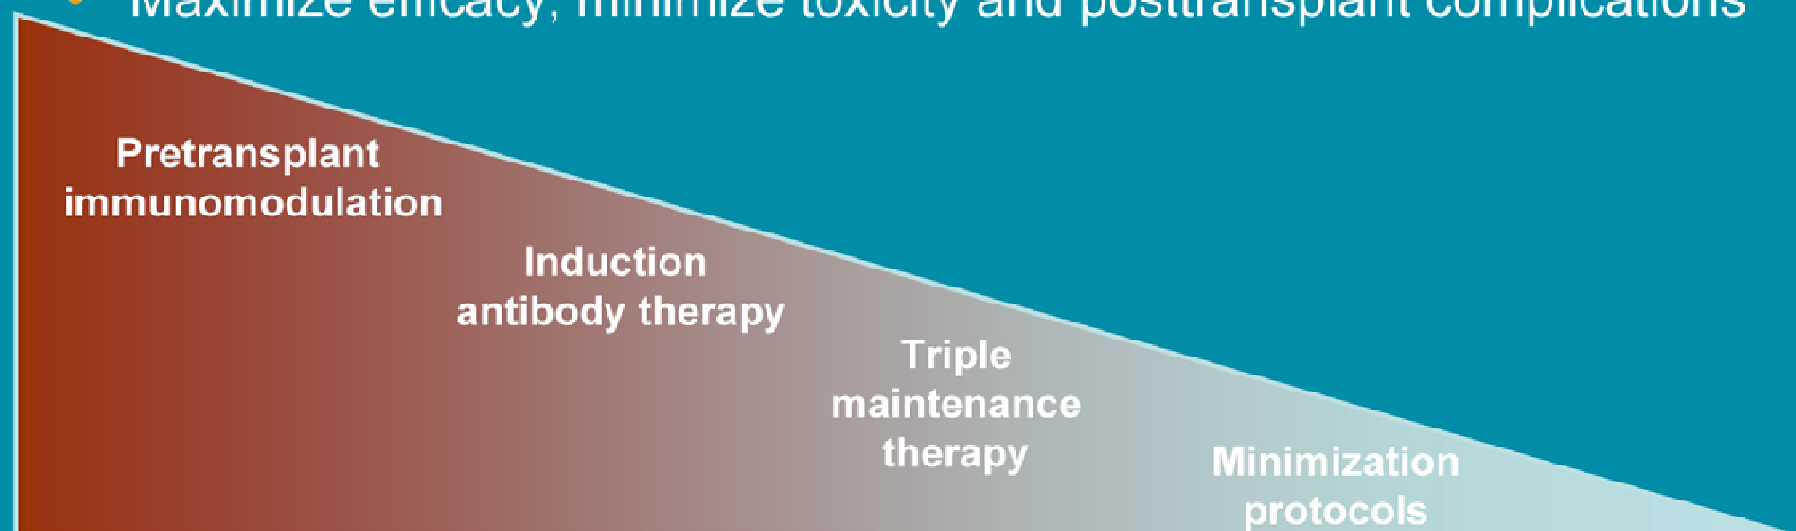 Maximize efficacy, minimize toxicity and posttransplant complications
Pretransplant
immunomodulation
Induction
antibody therapy
Triple
maintenance
therapy
Minimization
protocols